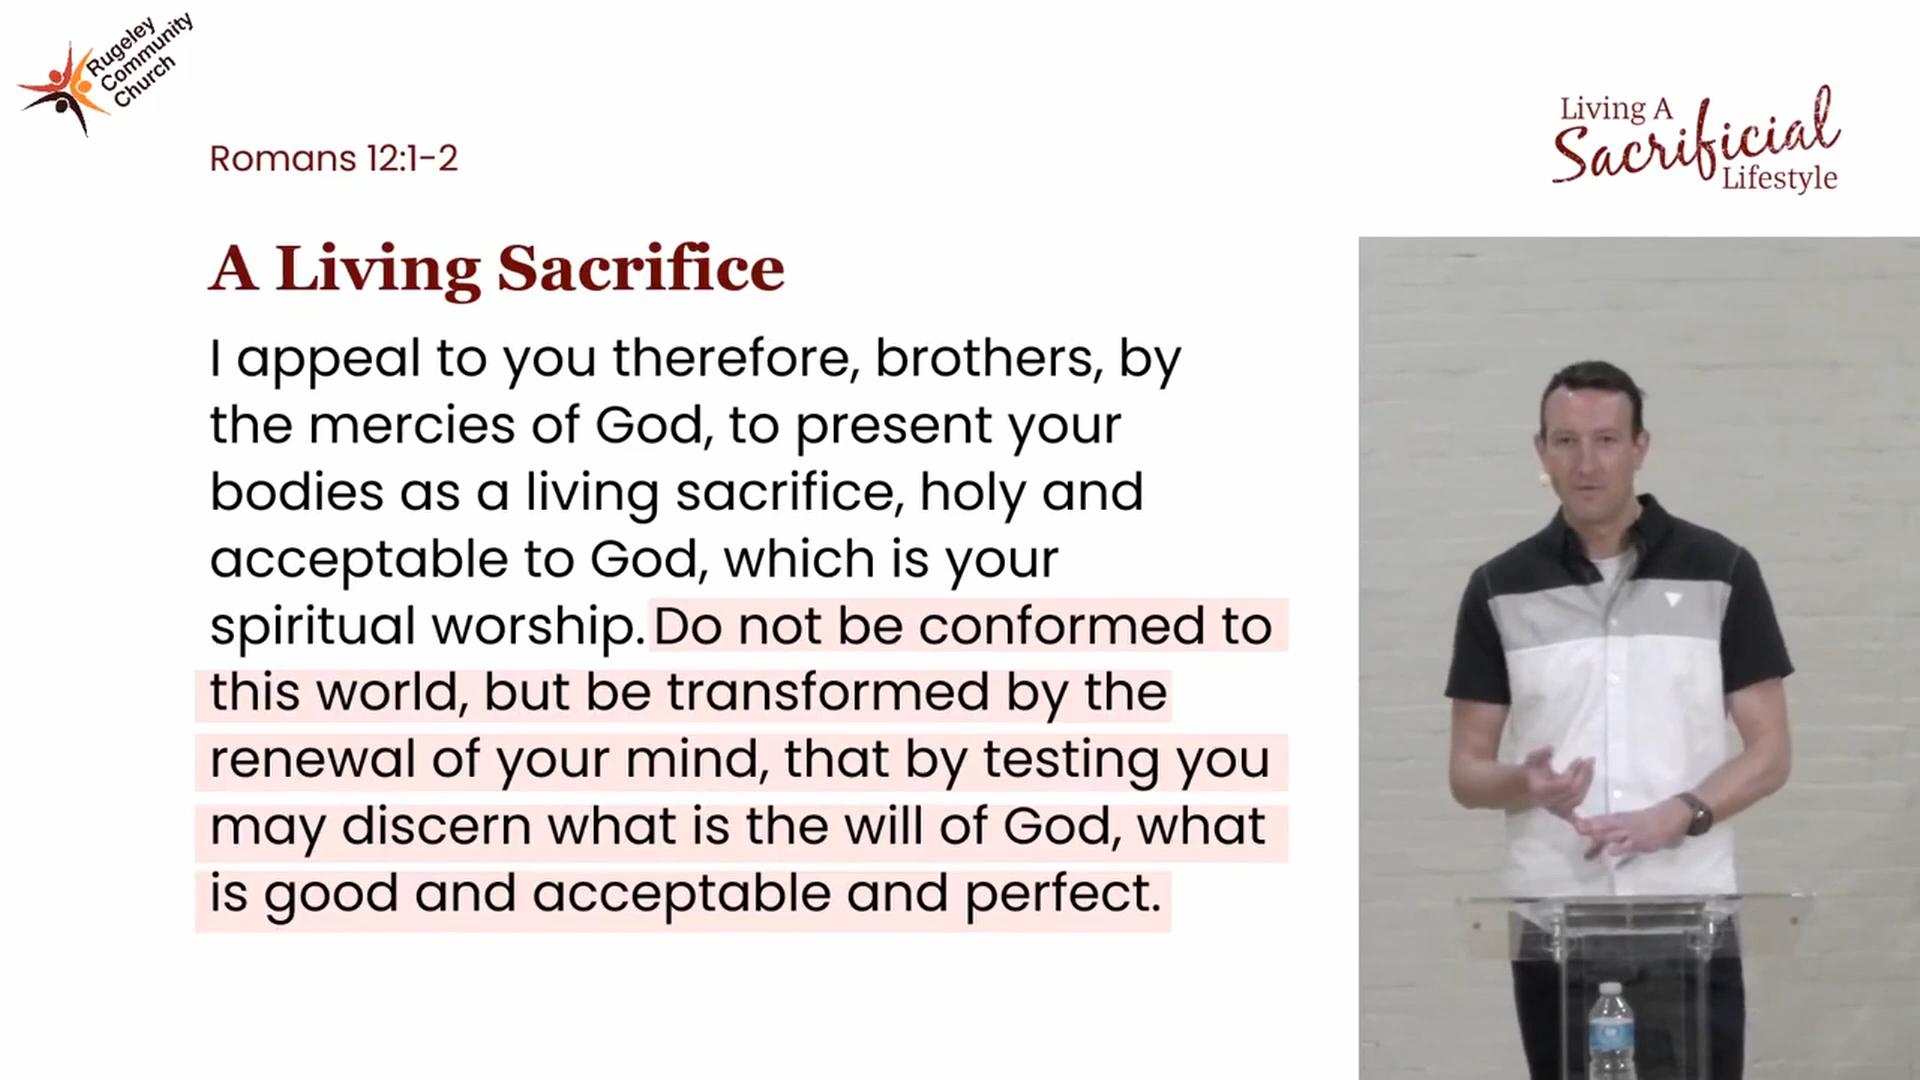 Rugeley
Community
Church
Living A
Sacrificial
Lifestyle
Romans 12:1-2
A Living Sacrifice
I appeal to you therefore, brothers, by
the mercies of God, to present your
bodies as a living sacrifice, holy and
acceptable to God, which is your
spiritual worship. Do not be conformed to
this world, but be transformed by the
renewal of your mind, that by testing you
may discern what is the will of God, what
is good and acceptable and perfect.